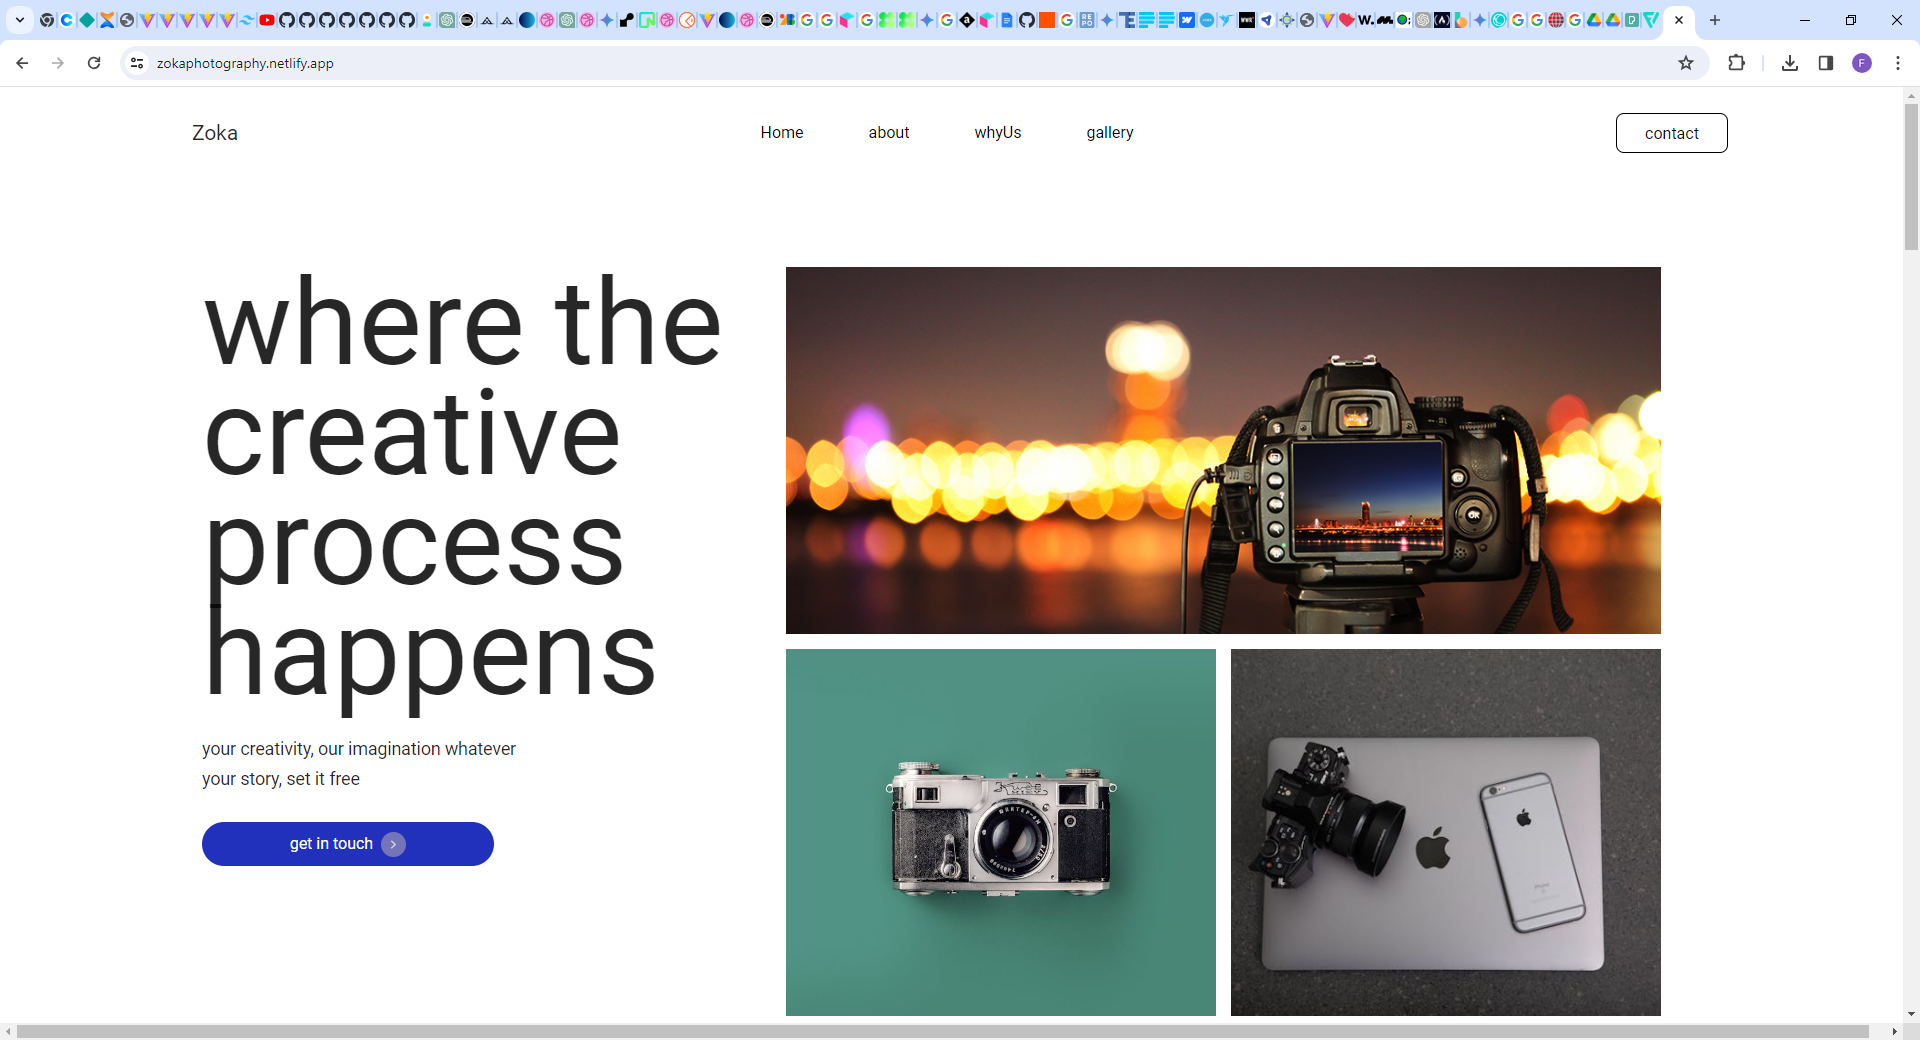 zokaphotography.netlify.app
F
Zoka
Home about whyUs gallery
contact
where the
creative
process
happens
your creativity, our imagination whatever
your story, set it free
get in touch
OK